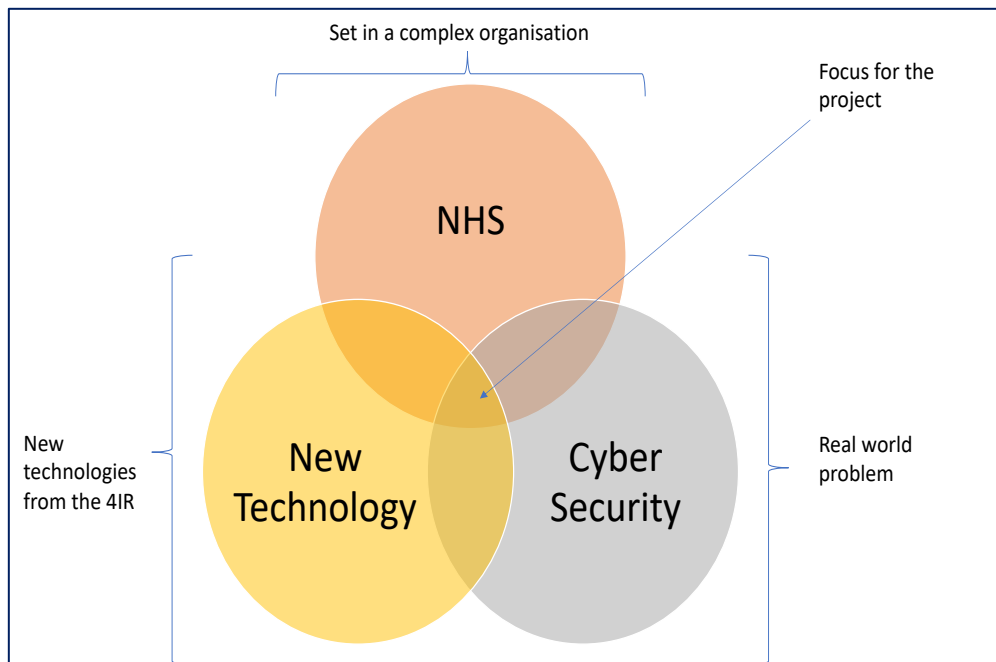 Set in a complex organisation
Focus for the
project
NHS
New
technologies
from the 4IR
New
Technology
Cyber
Security
Real world
problem